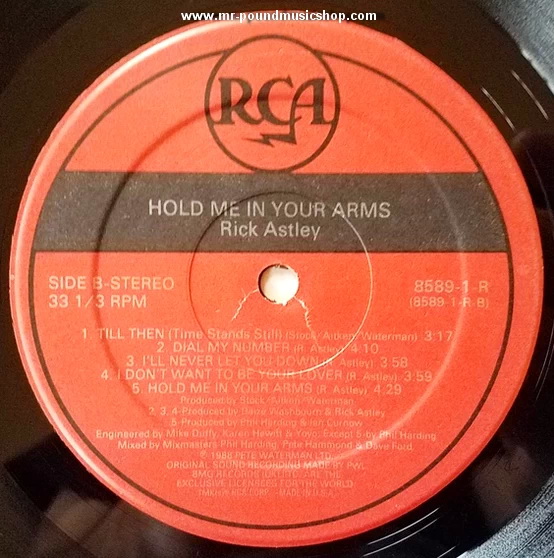 www.mr-poundmusicshop.com
RCA
HOLD ME IN YOUR ARMS
Rick Astley
SIDE B-STEREO
33 1/3 RPM
8589-1-R
(8589-1-R-B)
1. TILL THEN (Time Stands Still) (Stock/Aitken/Waterman) 3:17
2. DIAL MY NUMBER (R. Astley) 4:10
3. I'LL NEVER LET YOU DOWN (R. Astley) 3:58
4. I DON'T WANT TO BE YOUR LOVER (R. Astley) 3:59
5. HOLD ME IN YOUR ARMS (R. Astley) 4:29
Produced by Stock/Aitken/Waterman
2, 3, 4-Produced by Daize Washbourn & Rick Astley
5-Produced by Phil Harding & Ian Curnow
Engineered by Mike Duffy, Karen Hewitt & Yoyo. Except 5 by Phil Harding
Mixed by Mixmasters Phil Harding, Pete Hammond & Dave Ford.
℗ 1988 PETE WATERMAN LTD.
ORIGINAL SOUND RECORDING MADE BY PWL
BMG RECORDS (UK) LTD.
EXCLUSIVE LICENSEES FOR THE WORLD
TMK(s)® RCA CORP.—MADE IN U.S.A.